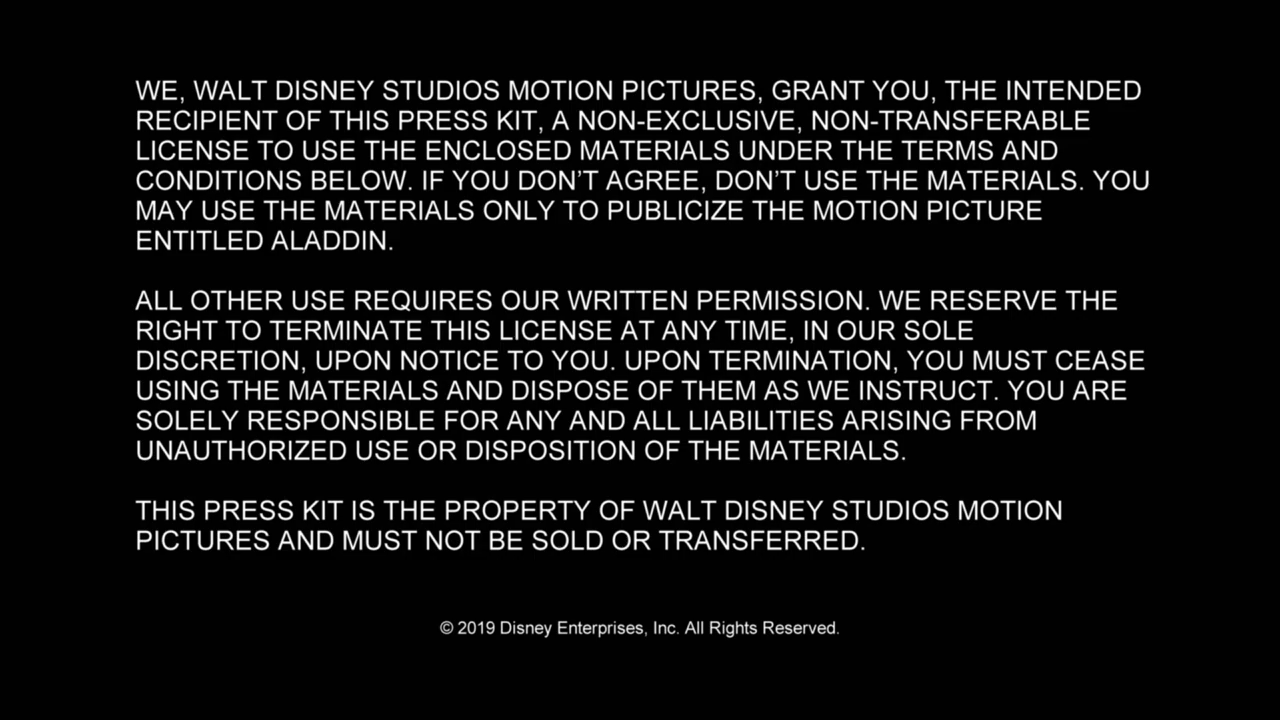 WE, WALT DISNEY STUDIOS MOTION PICTURES, GRANT YOU, THE INTENDED
RECIPIENT OF THIS PRESS KIT, A NON-EXCLUSIVE, NON-TRANSFERABLE
LICENSE TO USE THE ENCLOSED MATERIALS UNDER THE TERMS AND
CONDITIONS BELOW. IF YOU DON’T AGREE, DON’T USE THE MATERIALS. YOU
MAY USE THE MATERIALS ONLY TO PUBLICIZE THE MOTION PICTURE
ENTITLED ALADDIN.
ALL OTHER USE REQUIRES OUR WRITTEN PERMISSION. WE RESERVE THE
RIGHT TO TERMINATE THIS LICENSE AT ANY TIME, IN OUR SOLE
DISCRETION, UPON NOTICE TO YOU. UPON TERMINATION, YOU MUST CEASE
USING THE MATERIALS AND DISPOSE OF THEM AS WE INSTRUCT. YOU ARE
SOLELY RESPONSIBLE FOR ANY AND ALL LIABILITIES ARISING FROM
UNAUTHORIZED USE OR DISPOSITION OF THE MATERIALS.
THIS PRESS KIT IS THE PROPERTY OF WALT DISNEY STUDIOS MOTION
PICTURES AND MUST NOT BE SOLD OR TRANSFERRED.
© 2019 Disney Enterprises, Inc. All Rights Reserved.